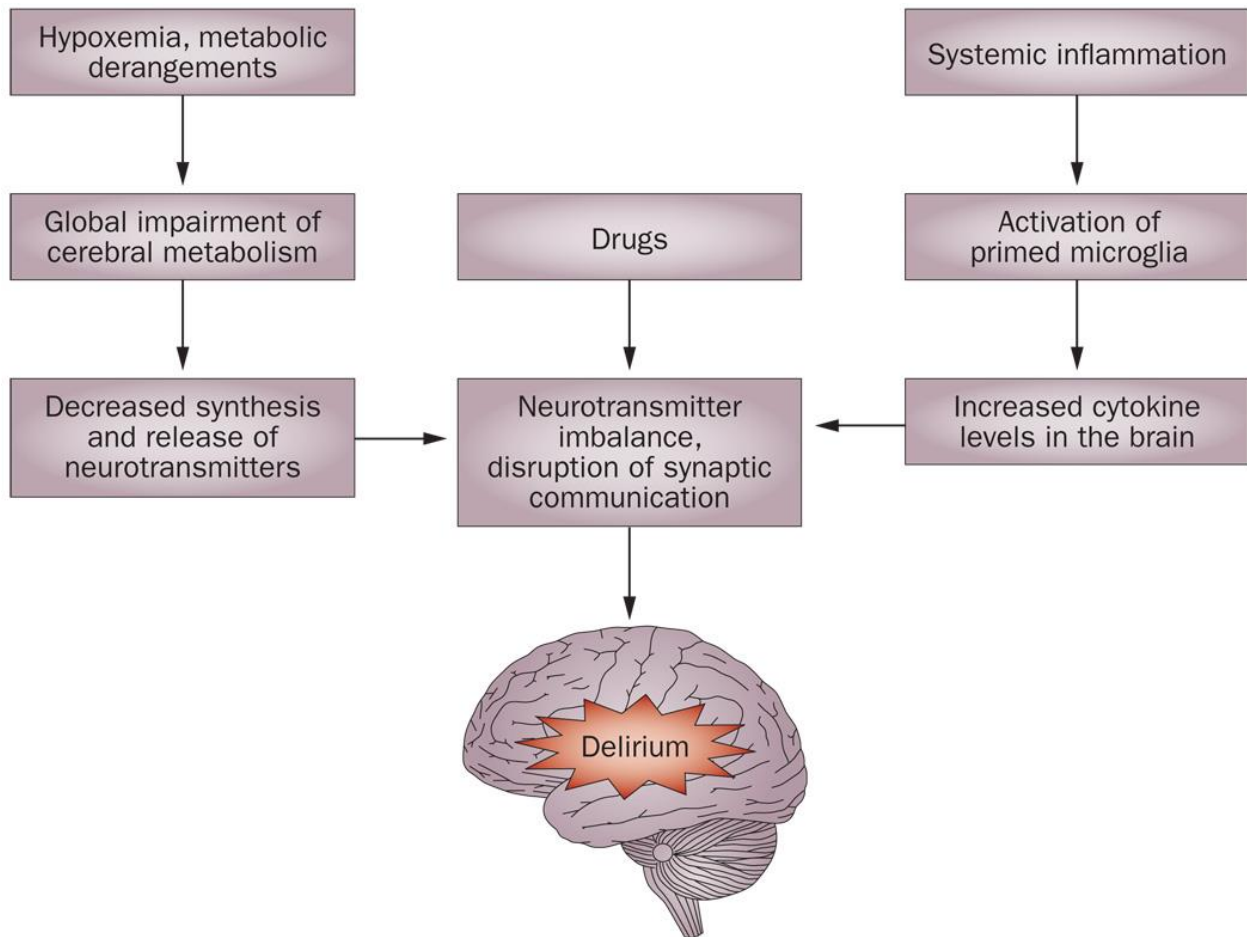 Hypoxemia, metabolic
derangements
Systemic inflammation
Global impairment of
cerebral metabolism
Drugs
Activation of
primed microglia
Decreased synthesis
and release of
neurotransmitters
Neurotransmitter
imbalance,
disruption of synaptic
communication
Increased cytokine
levels in the brain
Delirium